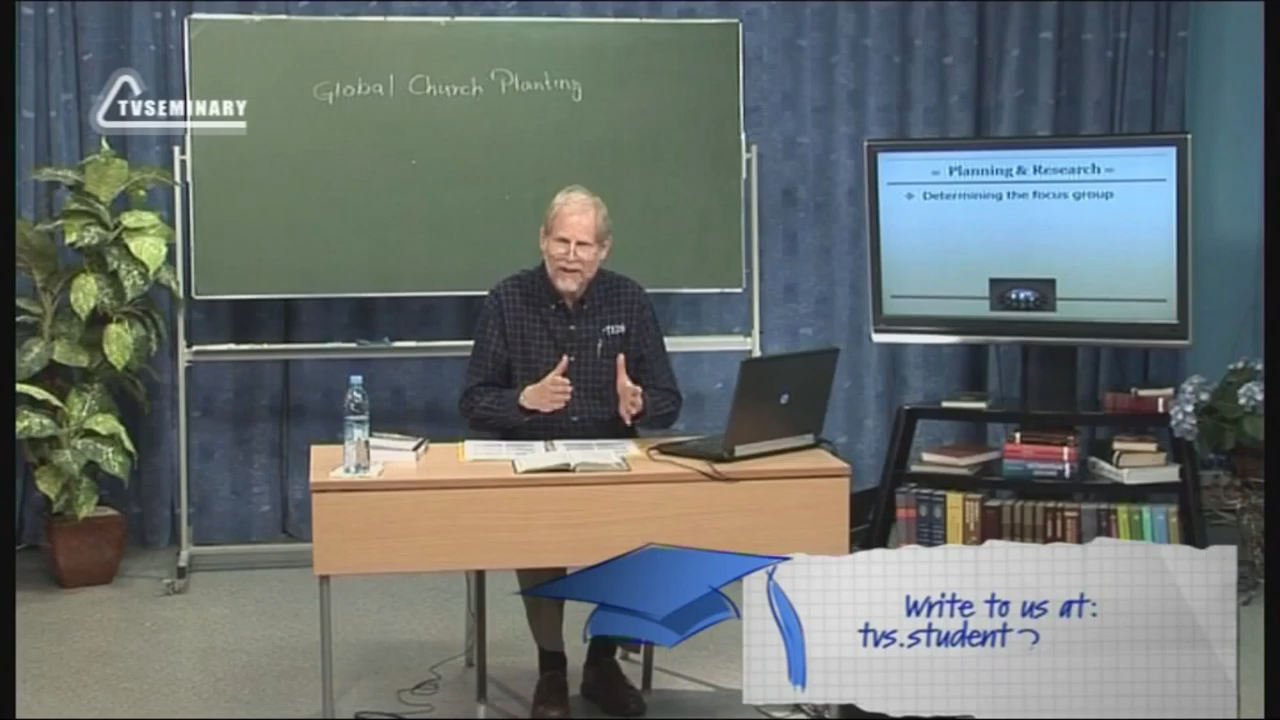 Global Church Planting
TVSEMINARY
Planning & Research
Determining the focus group
Write to us at:
tvs.student